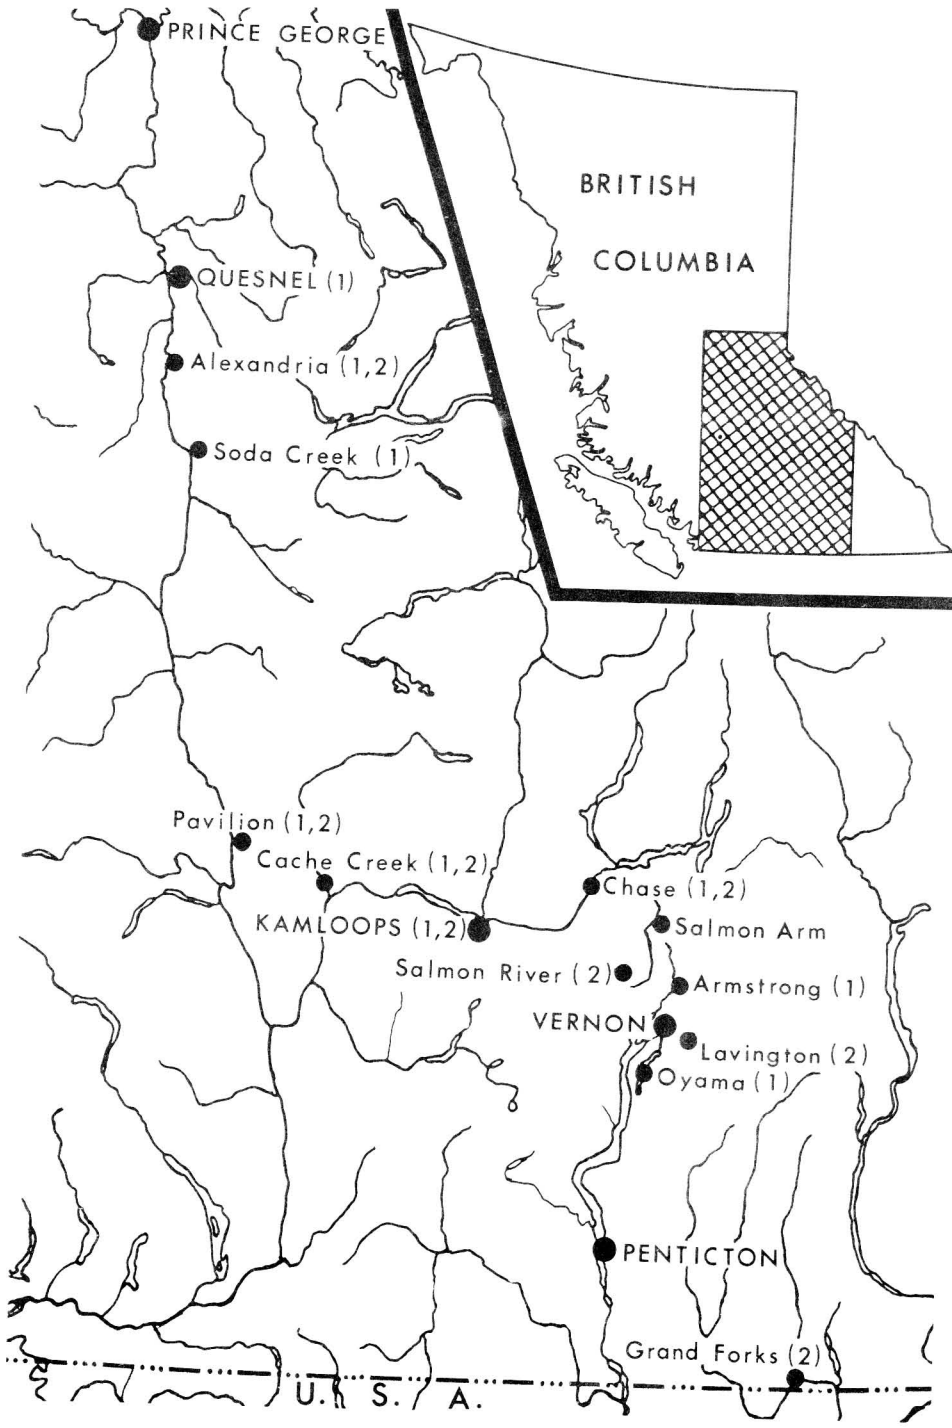 PRINCE GEORGE
BRITISH
COLUMBIA
QUESNEL (1)
Alexandria (1,2)
Soda Creek (1)
Pavilion (1,2)
Cache Creek (1,2)
Chase (1,2)
KAMLOOPS (1,2)
Salmon Arm
Salmon River (2)
Armstrong (1)
VERNON
Lavington (2)
Oyama (1)
PENTICTON
Grand Forks (2)
U. S. A.